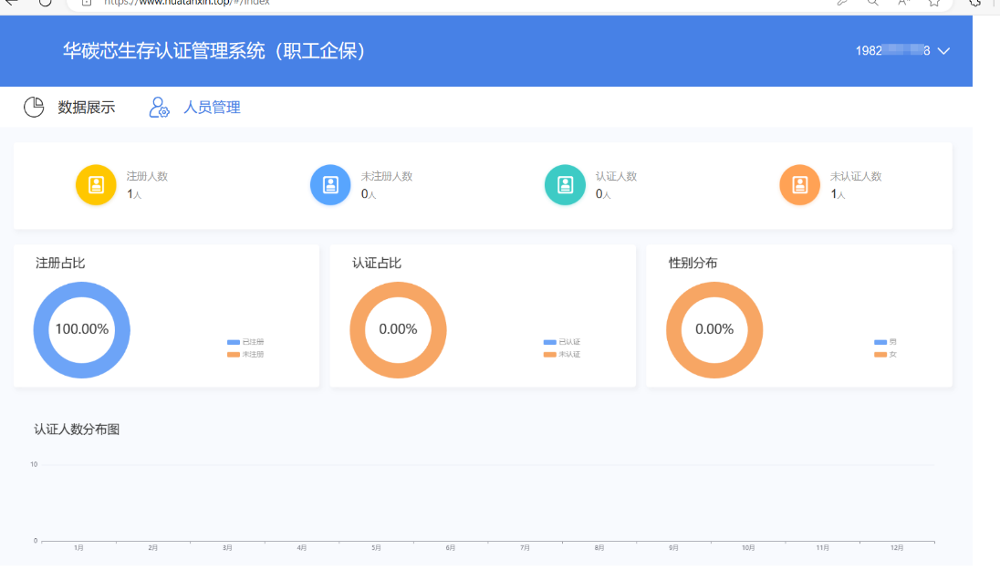 https://www.huatanxin.top/#/index
华碳芯生存认证管理系统（职工企保）
1982 8
数据展示 人员管理
注册人数 未注册人数 认证人数 未认证人数
1人 0人 0人 1人
注册占比 认证占比 性别分布
100.00% 0.00% 0.00%
已注册 已认证 男
未注册 未认证 女
认证人数分布图
10
0
1月 2月 3月 4月 5月 6月 7月 8月 9月 10月 11月 12月